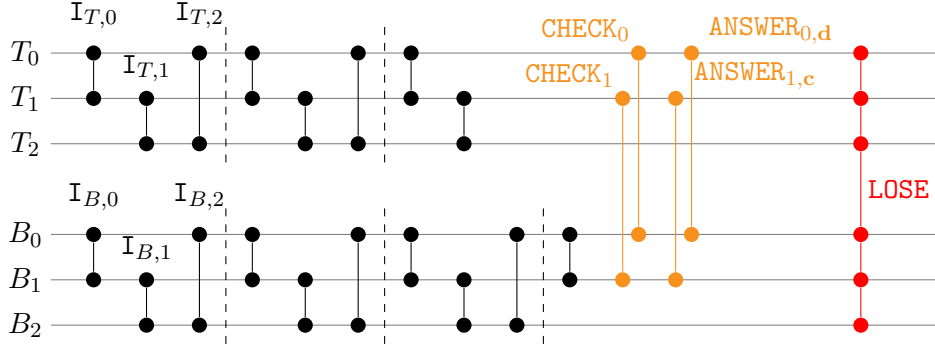 I_{T,0} I_{T,2} CHECK_0 ANSWER_{0,d}
T_0
I_{T,1} CHECK_1 ANSWER_{1,c}
T_1
T_2
I_{B,0} I_{B,2} LOSE
B_0
I_{B,1}
B_1
B_2